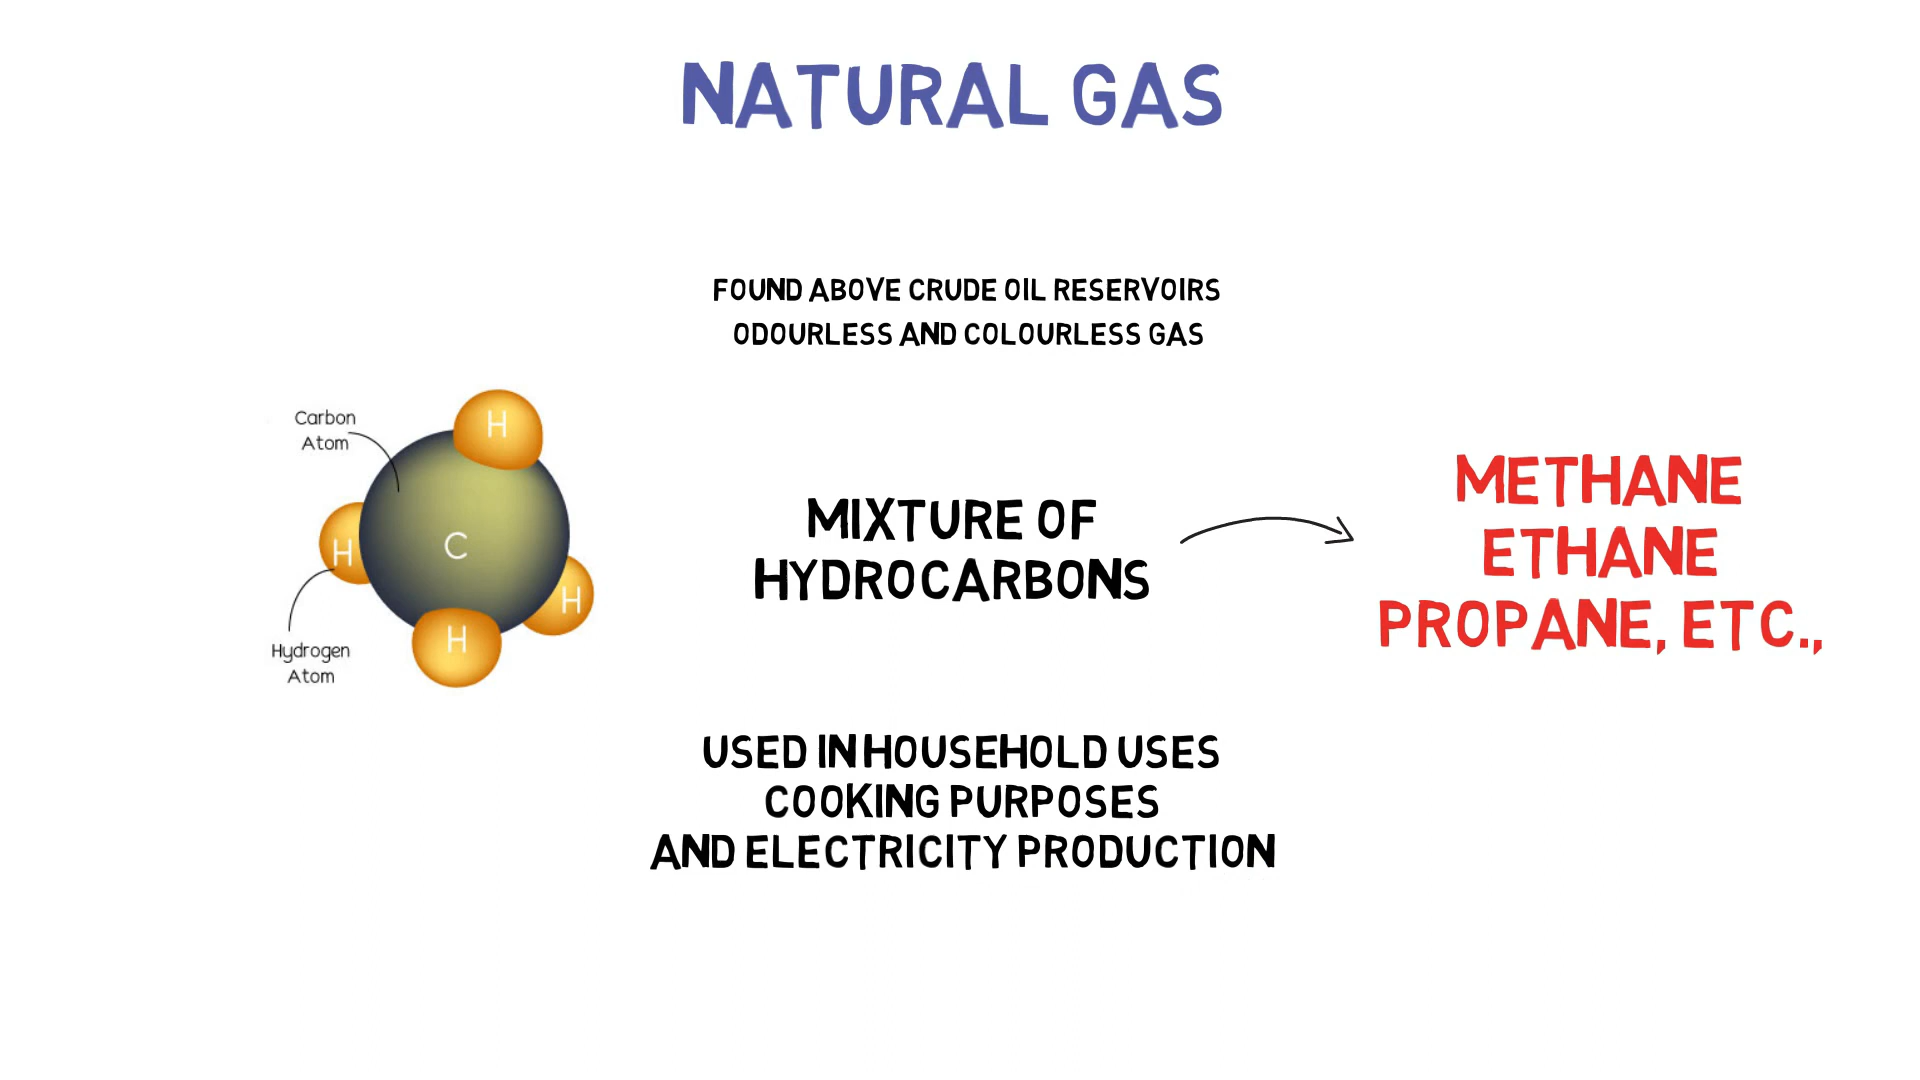 NATURAL GAS
FOUND ABOVE CRUDE OIL RESERVOIRS
ODOURLESS AND COLOURLESS GAS
Carbon
Atom
H
H
C
H
H
Hydrogen
Atom
MIXTURE OF
HYDROCARBONS
METHANE
ETHANE
PROPANE, ETC.,
USED IN HOUSEHOLD USES
COOKING PURPOSES
AND ELECTRICITY PRODUCTION